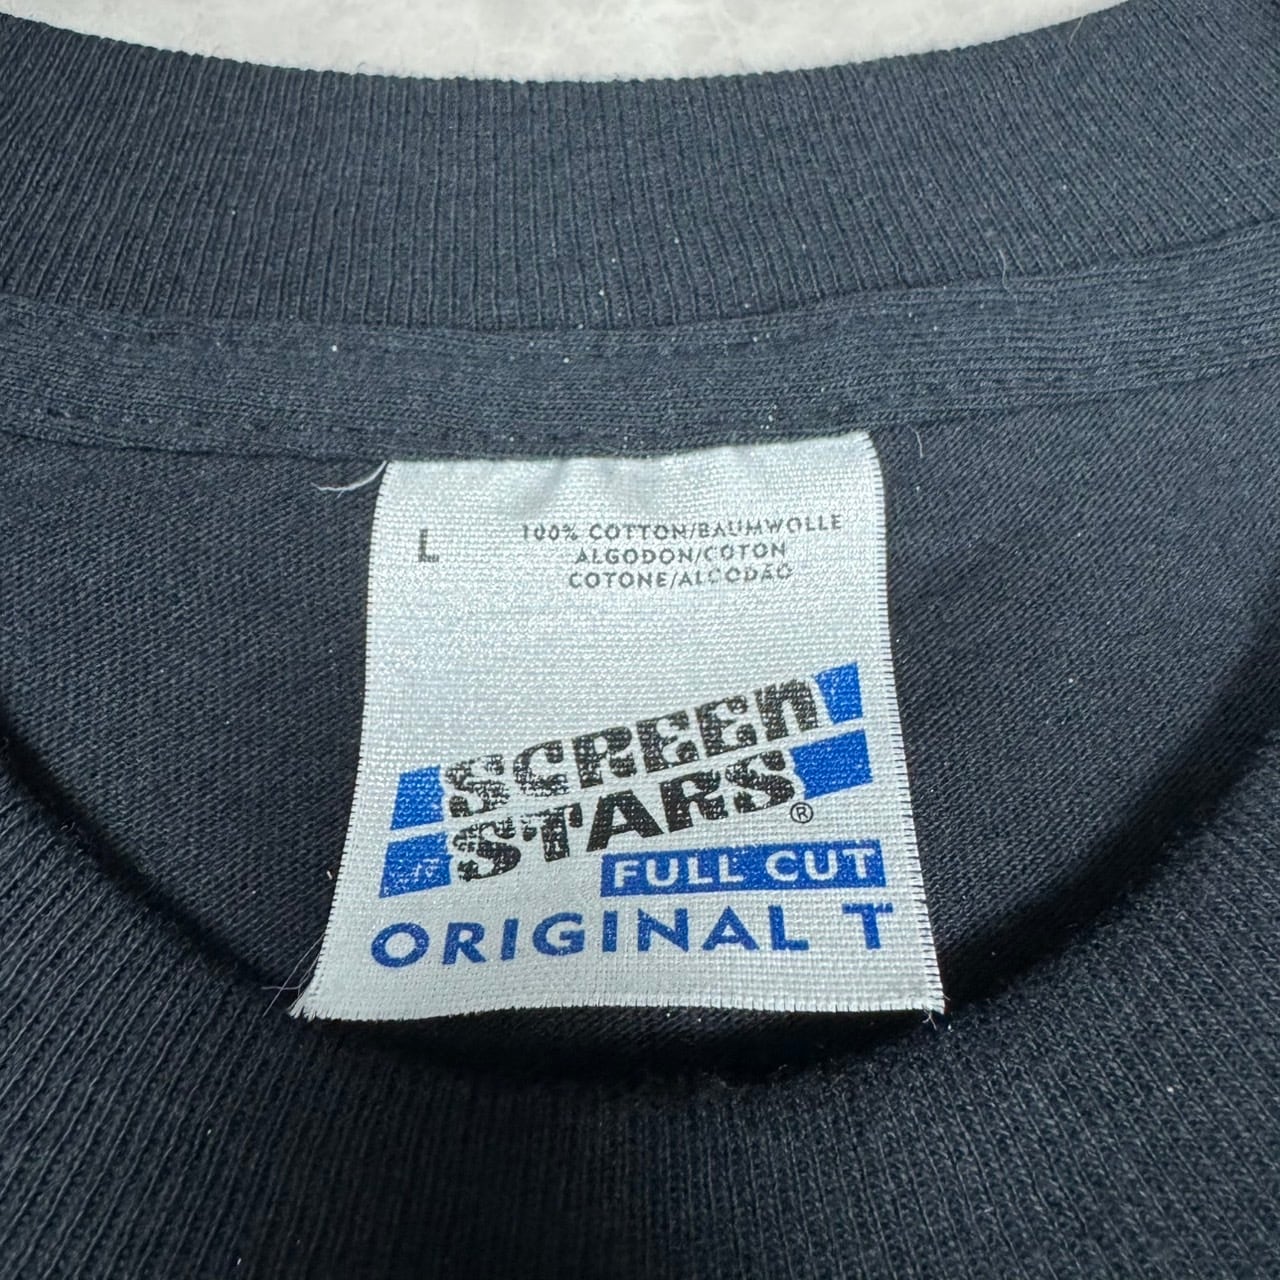 L
100% COTTON/BAUMWOLLE
ALGODON/COTON
COTONE/ALGODÃO
SCREEN
STARS®
FULL CUT
ORIGINAL T